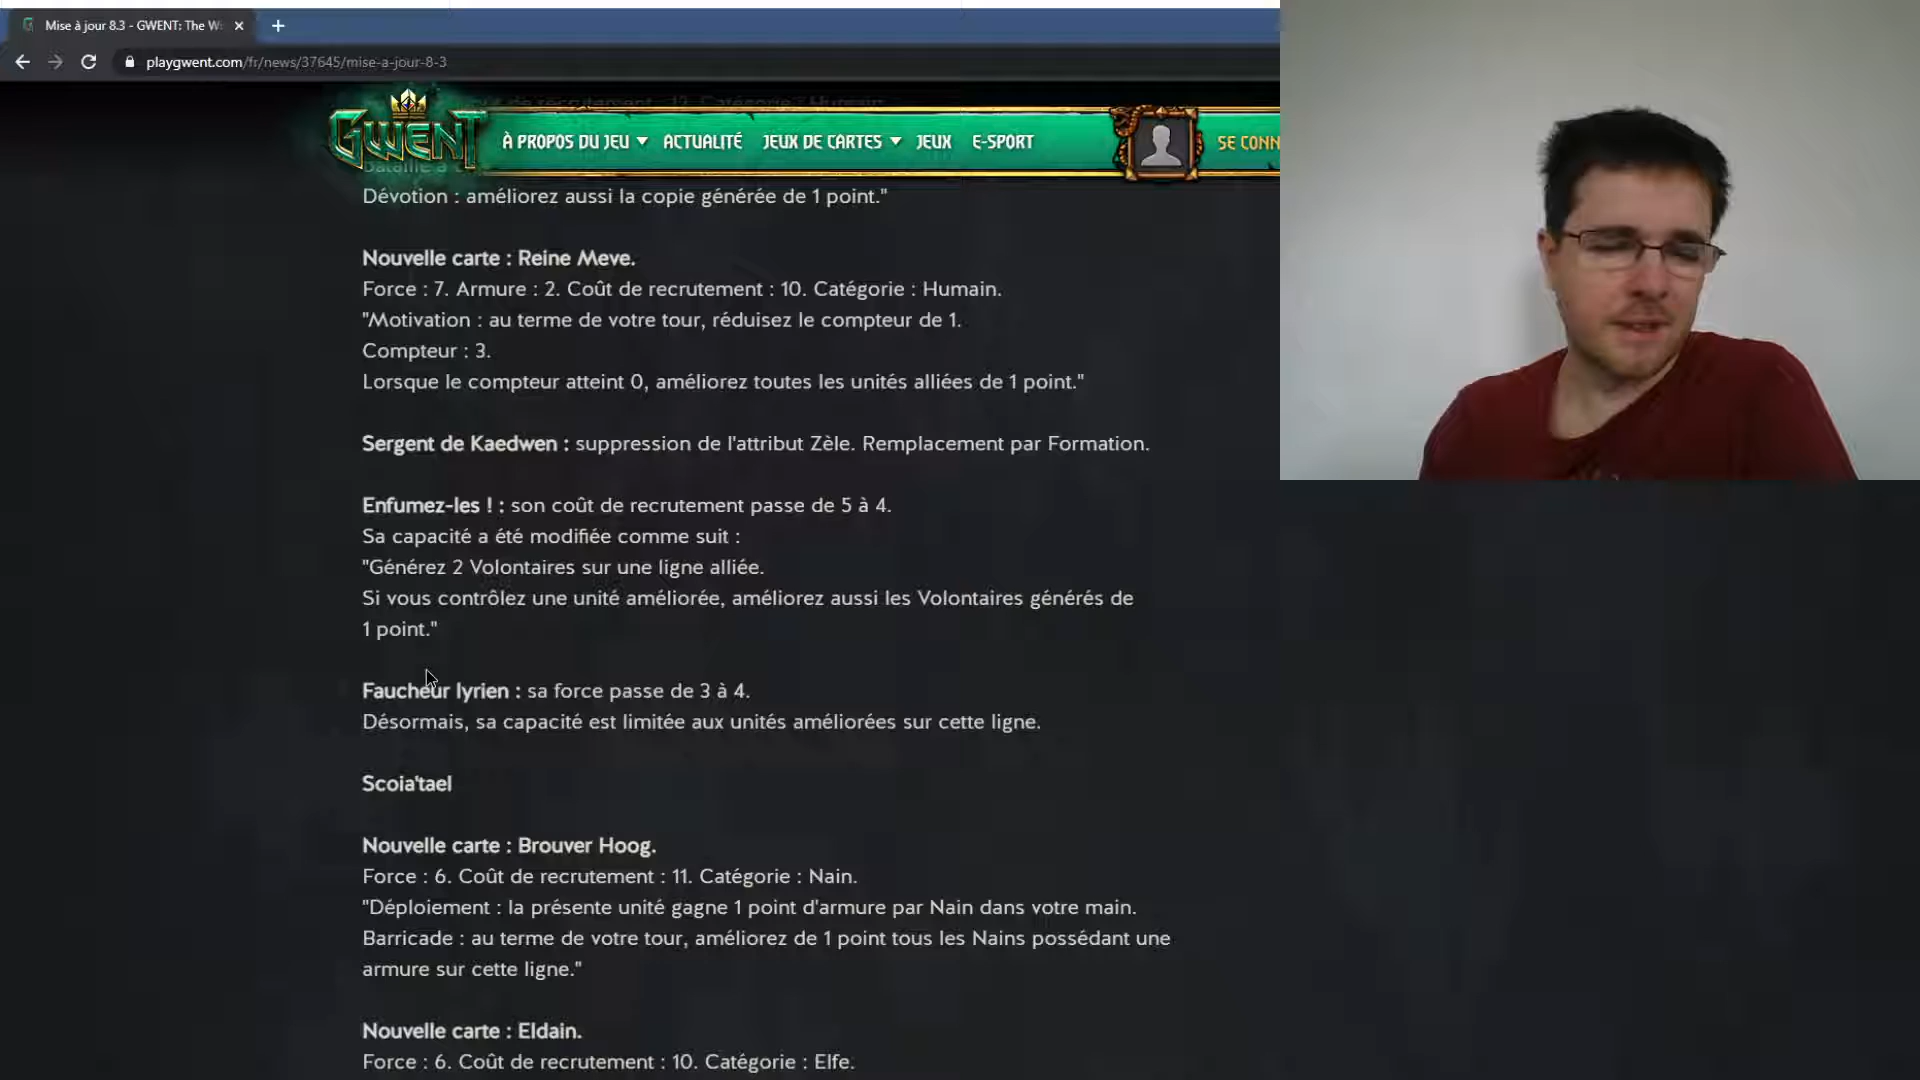 Mise à jour 8.3 - GWENT: The W
playgwent.com/fr/news/37645/mise-a-jour-8-3
GWENT
À PROPOS DU JEU
ACTUALITÉ
JEUX DE CARTES
JEUX
E-SPORT
SE CONN
Dévotion : améliorez aussi la copie générée de 1 point."
Nouvelle carte : Reine Meve.
Force : 7. Armure : 2. Coût de recrutement : 10. Catégorie : Humain.
"Motivation : au terme de votre tour, réduisez le compteur de 1.
Compteur : 3.
Lorsque le compteur atteint 0, améliorez toutes les unités alliées de 1 point."
Sergent de Kaedwen : suppression de l'attribut Zèle. Remplacement par Formation.
Enfumez-les ! : son coût de recrutement passe de 5 à 4.
Sa capacité a été modifiée comme suit :
"Générez 2 Volontaires sur une ligne alliée.
Si vous contrôlez une unité améliorée, améliorez aussi les Volontaires générés de
1 point."
Faucheur lyrien : sa force passe de 3 à 4.
Désormais, sa capacité est limitée aux unités améliorées sur cette ligne.
Scoia'tael
Nouvelle carte : Brouver Hoog.
Force : 6. Coût de recrutement : 11. Catégorie : Nain.
"Déploiement : la présente unité gagne 1 point d'armure par Nain dans votre main.
Barricade : au terme de votre tour, améliorez de 1 point tous les Nains possédant une
armure sur cette ligne."
Nouvelle carte : Eldain.
Force : 6. Coût de recrutement : 10. Catégorie : Elfe.